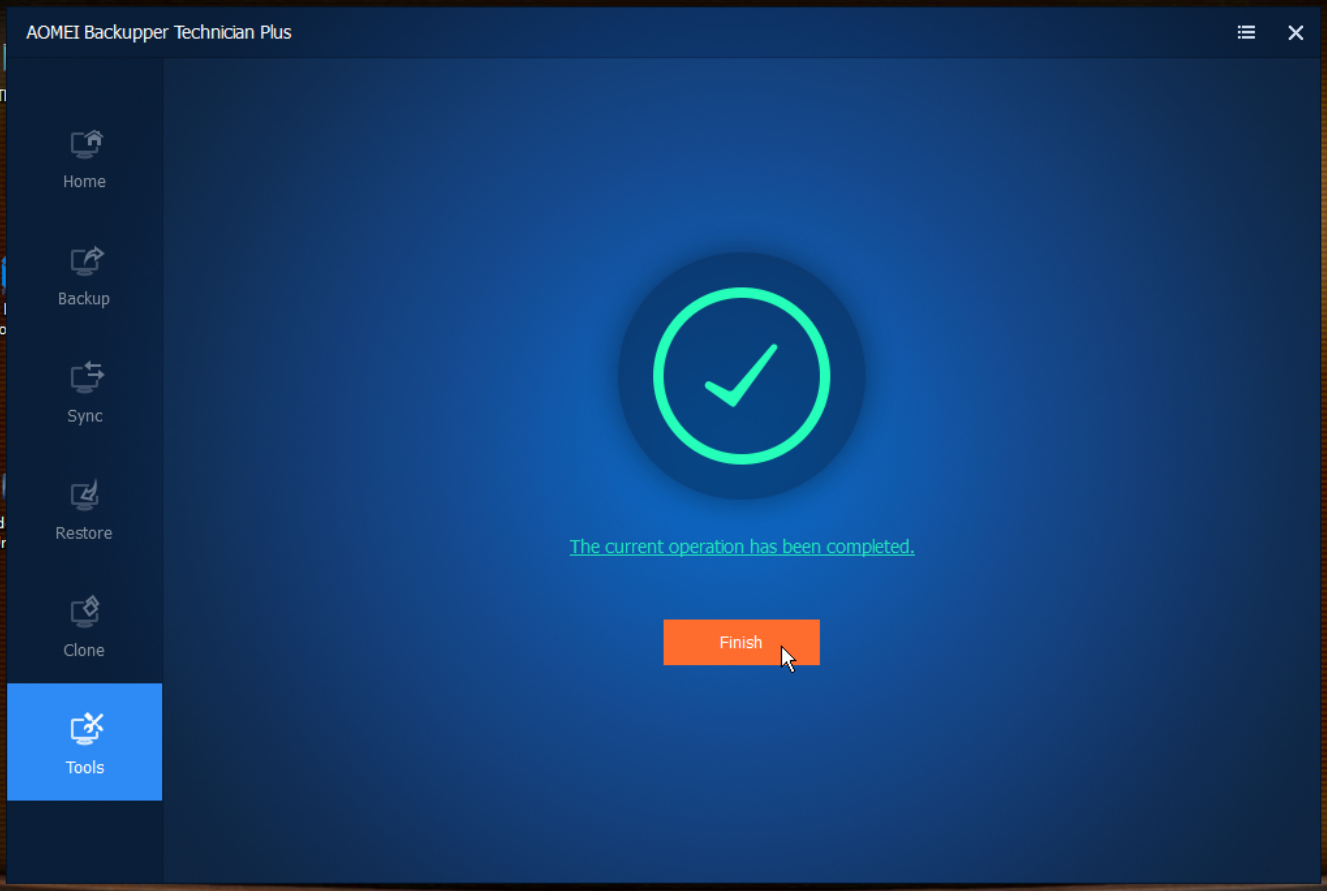 AOMEI Backupper Technician Plus
Home
Backup
Sync
Restore
Clone
Tools
The current operation has been completed.
Finish